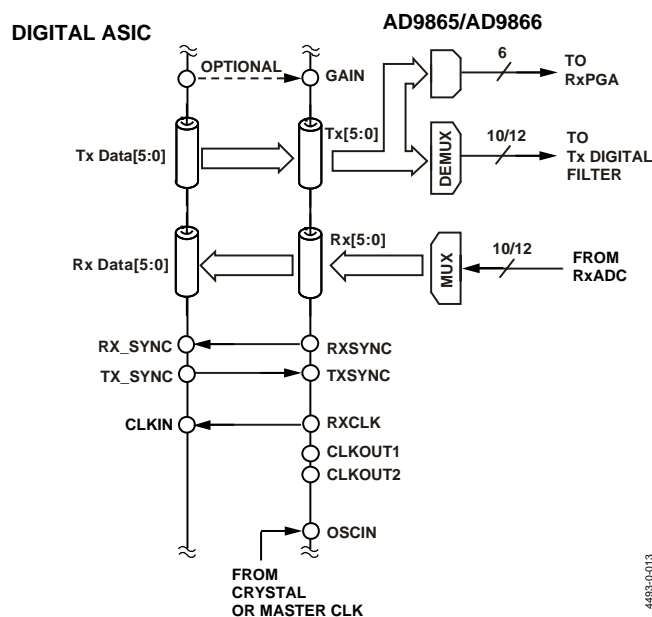 DIGITAL ASIC
AD9865/AD9866
OPTIONAL
GAIN
6
TO
RxPGA
Tx Data[5:0]
Tx[5:0]
DEMUX
10/12
TO
Tx DIGITAL
FILTER
Rx Data[5:0]
Rx[5:0]
MUX
10/12
FROM
RxADC
RX_SYNC
RXSYNC
TX_SYNC
TXSYNC
CLKIN
RXCLK
CLKOUT1
CLKOUT2
OSCIN
FROM
CRYSTAL
OR MASTER CLK
4493-0-013